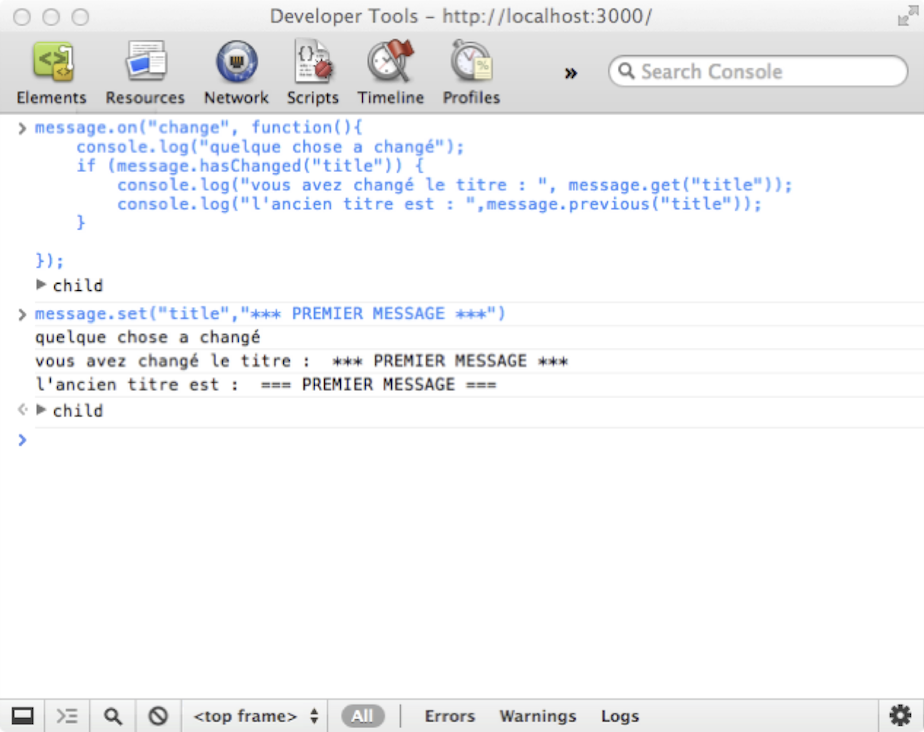 Developer Tools – http://localhost:3000/
Elements Resources Network Scripts Timeline Profiles » Search Console
> message.on("change", function(){
console.log("quelque chose a changé");
if (message.hasChanged("title")) {
console.log("vous avez changé le titre : ", message.get("title"));
console.log("l'ancien titre est : ",message.previous("title"));
}
});
child
> message.set("title","*** PREMIER MESSAGE ***")
quelque chose a changé
vous avez changé le titre :  *** PREMIER MESSAGE ***
l'ancien titre est :  === PREMIER MESSAGE ===
child
>
<top frame> All Errors Warnings Logs